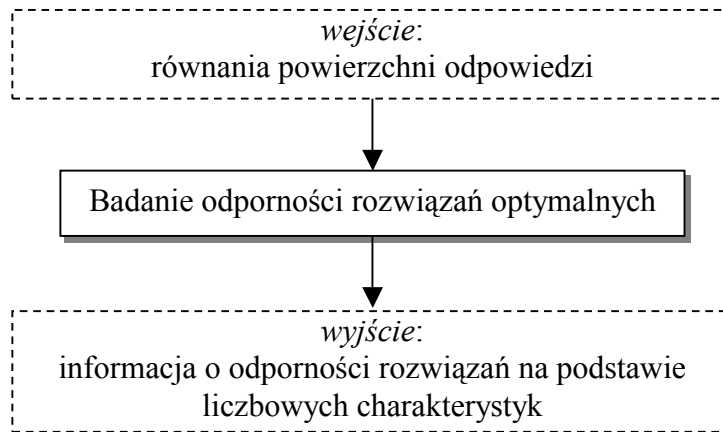 wejście:
równania powierzchni odpowiedzi
Badanie odporności rozwiązań optymalnych
wyjście:
informacja o odporności rozwiązań na podstawie
liczbowych charakterystyk